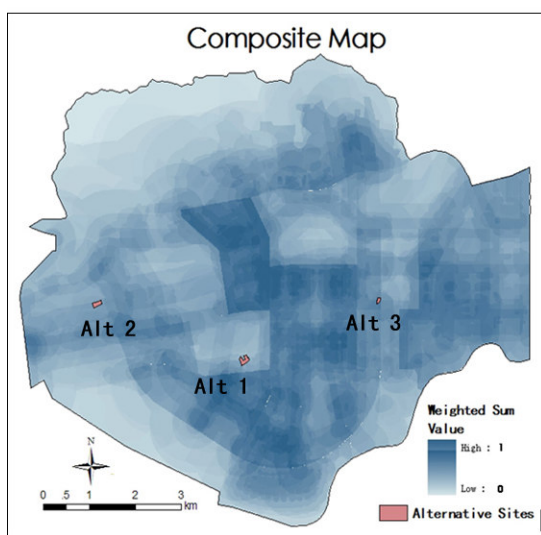 Composite Map
Alt 2
Alt 3
Alt 1
Weighted Sum
Value
High : 1
Low : 0
N
0 .5 1 2 3
km
Alternative Sites